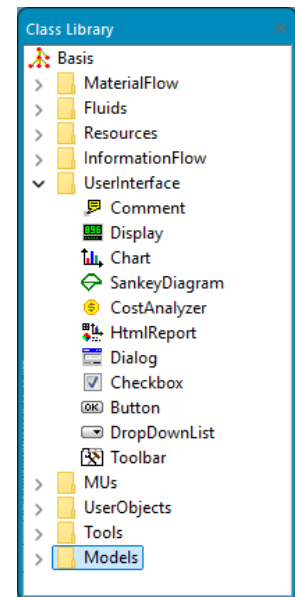 Class Library
Basis
MaterialFlow
Fluids
Resources
InformationFlow
UserInterface
Comment
Display
Chart
SankeyDiagram
CostAnalyzer
HtmlReport
Dialog
Checkbox
OK Button
DropDownList
Toolbar
MUs
UserObjects
Tools
Models